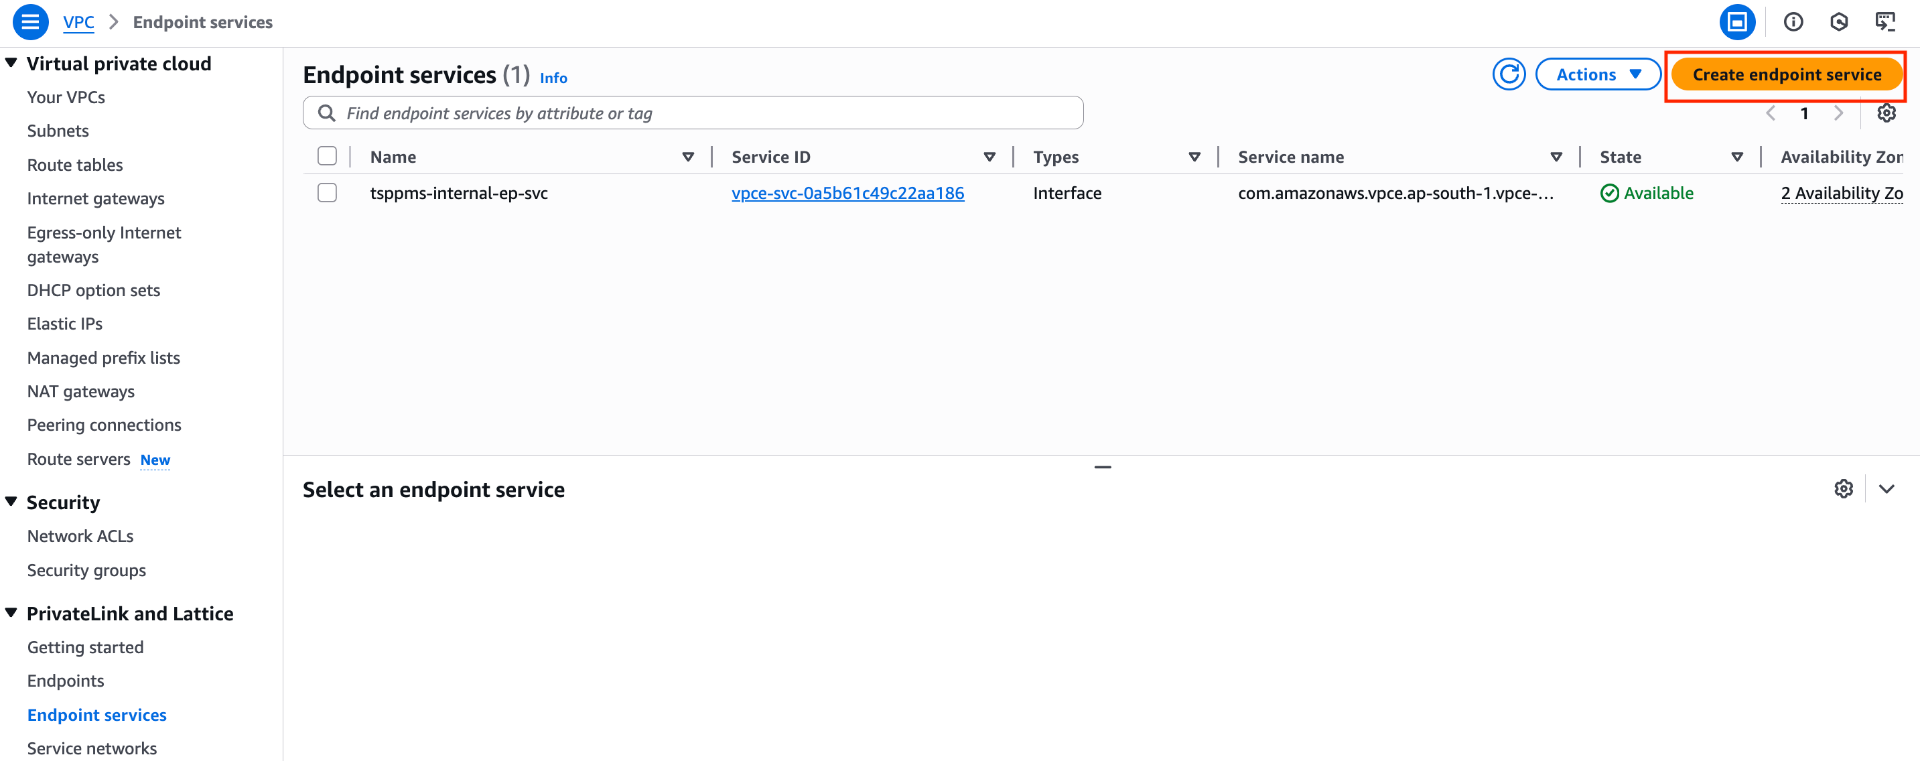 VPC > Endpoint services
Virtual private cloud
Your VPCs
Subnets
Route tables
Internet gateways
Egress-only Internet
gateways
DHCP option sets
Elastic IPs
Managed prefix lists
NAT gateways
Peering connections
Route servers New
Security
Network ACLs
Security groups
PrivateLink and Lattice
Getting started
Endpoints
Endpoint services
Service networks
Endpoint services (1) Info
Actions
Create endpoint service
Find endpoint services by attribute or tag
1
Name Service ID Types Service name State Availability Zon
tsppms-internal-ep-svc vpce-svc-0a5b61c49c22aa186 Interface com.amazonaws.vpce.ap-south-1.vpce-... Available 2 Availability Zo
Select an endpoint service